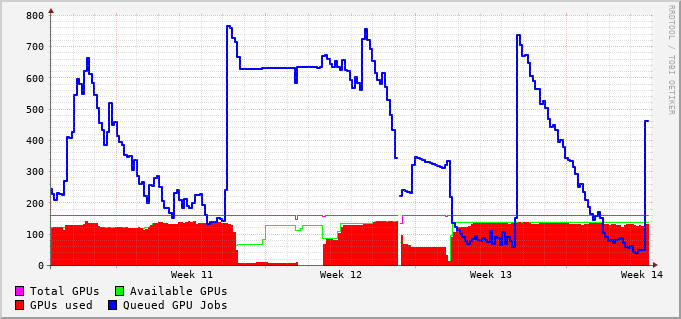 800
700
600
500
400
300
200
100
0
Week 11 Week 12 Week 13 Week 14
Total GPUs Available GPUs
GPUs used Queued GPU Jobs
RRDTOOL / TOBI OETIKER